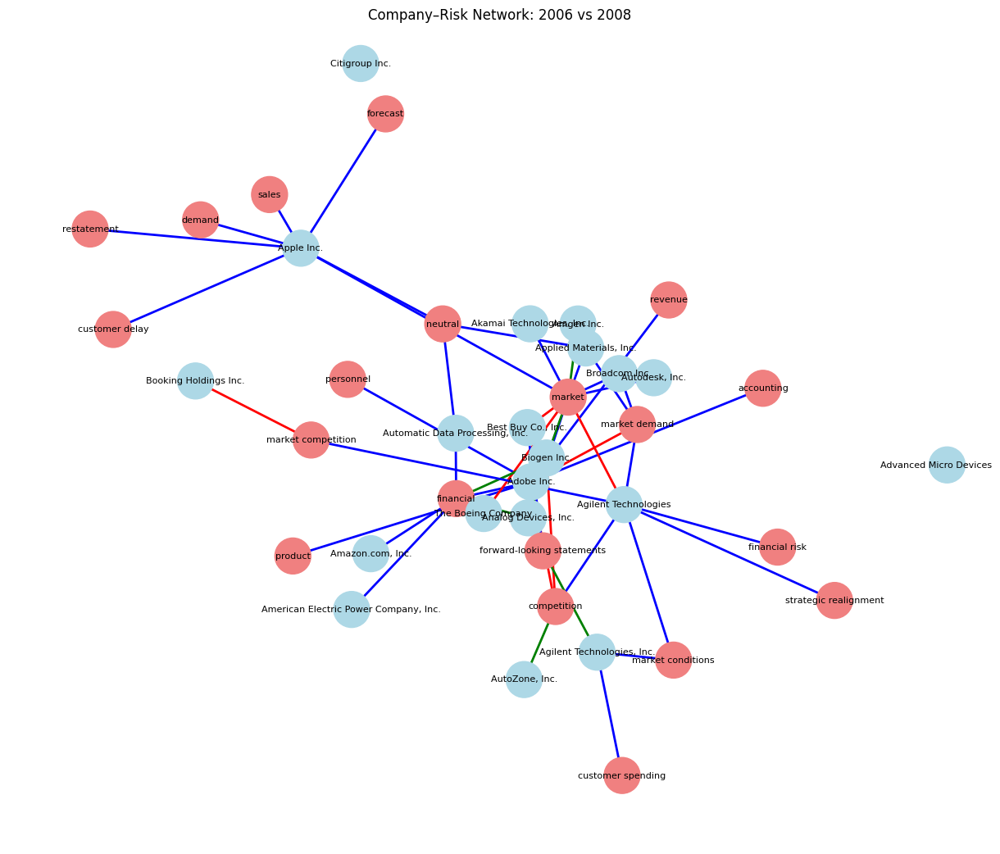 Company–Risk Network: 2006 vs 2008
Citigroup Inc.
forecast
sales
demand
restatement
Apple Inc.
customer delay
revenue
neutral
Akamai Technologies, Inc.
Amgen Inc.
Applied Materials, Inc.
Broadcom Inc.
Autodesk, Inc.
Booking Holdings Inc.
personnel
accounting
market
market demand
Best Buy Co., Inc.
Automatic Data Processing, Inc.
market competition
Biogen Inc.
Advanced Micro Devices
Adobe Inc.
financial
Agilent Technologies
The Boeing Company
Analog Devices, Inc.
forward-looking statements
financial risk
product
Amazon.com, Inc.
strategic realignment
competition
American Electric Power Company, Inc.
Agilent Technologies, Inc.
market conditions
AutoZone, Inc.
customer spending